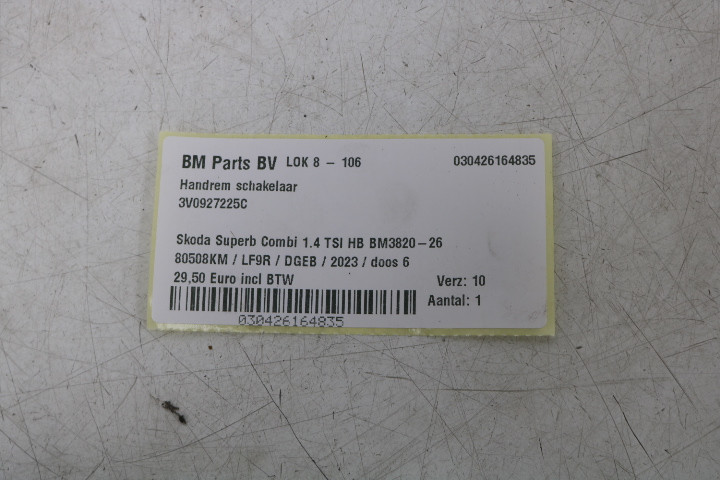 BM Parts BV LOK 8 - 106 030426164835
Handrem schakelaar
3V0927225C
Skoda Superb Combi 1.4 TSI HB BM3820-26
80508KM / LF9R / DGEB / 2023 / doos 6
29,50 Euro incl BTW Verz: 10
Aantal: 1
030426164835